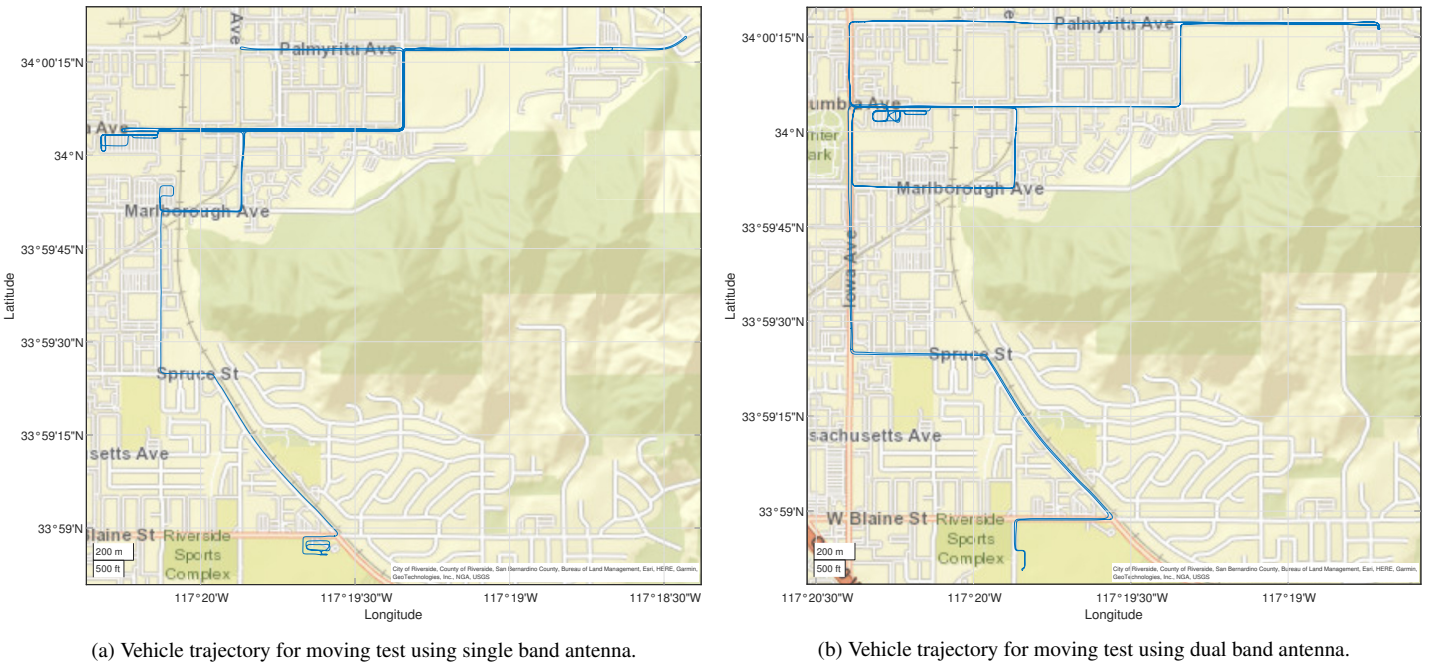 Ave
Palmyrita Ave
34°00'15"N
a Ave
34°N
Marlborough Ave
33°59'45"N
Latitude
33°59'30"N
Spruce St
33°59'15"N
setts Ave
33°59'N
Blaine St
Riverside
Sports
Complex
200 m
500 ft
City of Riverside, County of Riverside, San Bernardino County, Bureau of Land Management, Esri, HERE, Garmin,
GeoTechnologies, Inc., NGA, USGS
117°20'W
117°19'30"W
117°19'W
117°18'30"W
Longitude
(a) Vehicle trajectory for moving test using single band antenna.
e
Palmyrita Ave
34°00'15"N
umbia Ave
34°N
nter
ark
Marlborough Ave
33°59'45"N
Iowa Ave
Latitude
33°59'30"N
Spruce St
33°59'15"N
sachusetts Ave
33°59'N
W Blaine St
Riverside
Sports
Complex
200 m
500 ft
City of Riverside, County of Riverside, San Bernardino County, Bureau of Land Management, Esri, HERE, Garmin,
GeoTechnologies, Inc., NGA, USGS
117°20'30"W
117°20'W
117°19'30"W
117°19'W
Longitude
(b) Vehicle trajectory for moving test using dual band antenna.